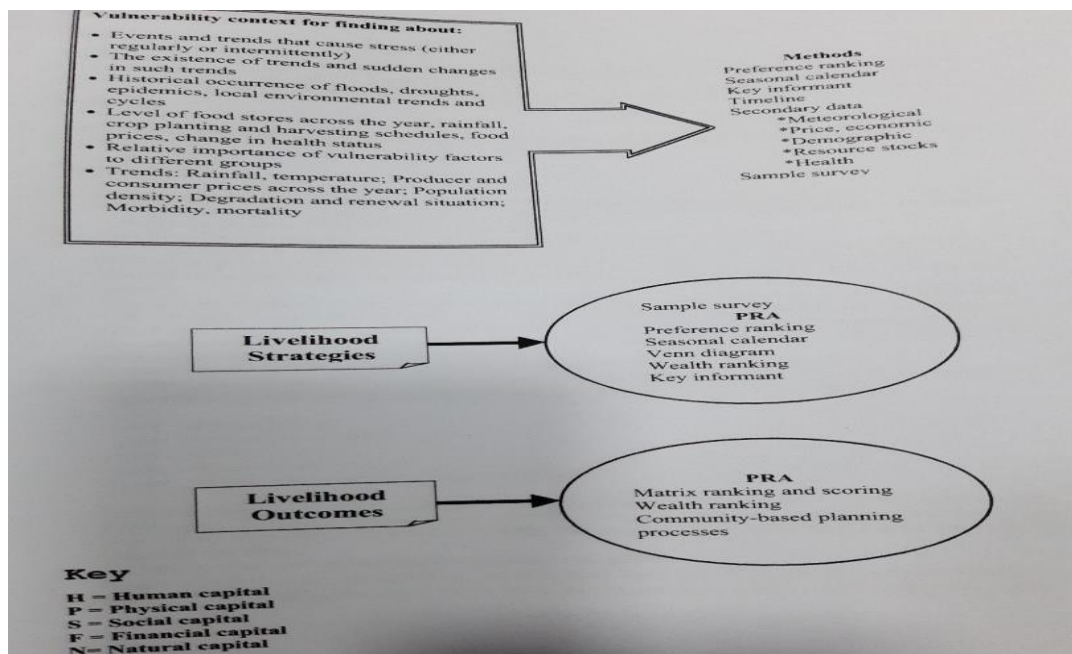 Vulnerability context for finding about:
• Events and trends that cause stress (either
regularly or intermittently)
• The existence of trends and sudden changes
in such trends
• Historical occurrence of floods, droughts,
epidemics, local environmental trends and
cycles
• Level of food stores across the year, rainfall,
crop planting and harvesting schedules, food
prices, change in health status
• Relative importance of vulnerability factors
to different groups
• Trends: Rainfall, temperature; Producer and
consumer prices across the year; Population
density; Degradation and renewal situation;
Morbidity, mortality
Methods
Preference ranking
Seasonal calendar
Key informant
Timeline
Secondary data
*Meteorological
*Price, economic
*Demographic
*Resource stocks
*Health
Sample survey
Livelihood
Strategies
Sample survey
PRA
Preference ranking
Seasonal calendar
Venn diagram
Wealth ranking
Key informant
Livelihood
Outcomes
PRA
Matrix ranking and scoring
Wealth ranking
Community-based planning
processes
Key
H = Human capital
P = Physical capital
S = Social capital
F = Financial capital
N= Natural capital